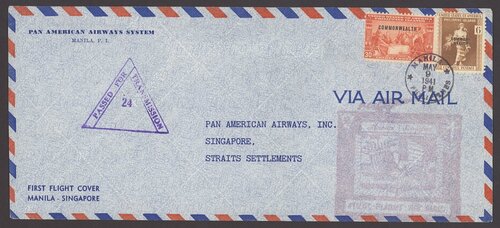 PAN AMERICAN AIRWAYS SYSTEM
MANILA, P. I.
COMMONWEALTH
MANILA
MAY
9
1941
P.M.
PASSED FOR
TRANSMISSION
24
VIA AIR MAIL
PAN AMERICAN AIRWAYS, INC.
SINGAPORE,
STRAITS SETTLEMENTS
FIRST FLIGHT COVER
MANILA - SINGAPORE